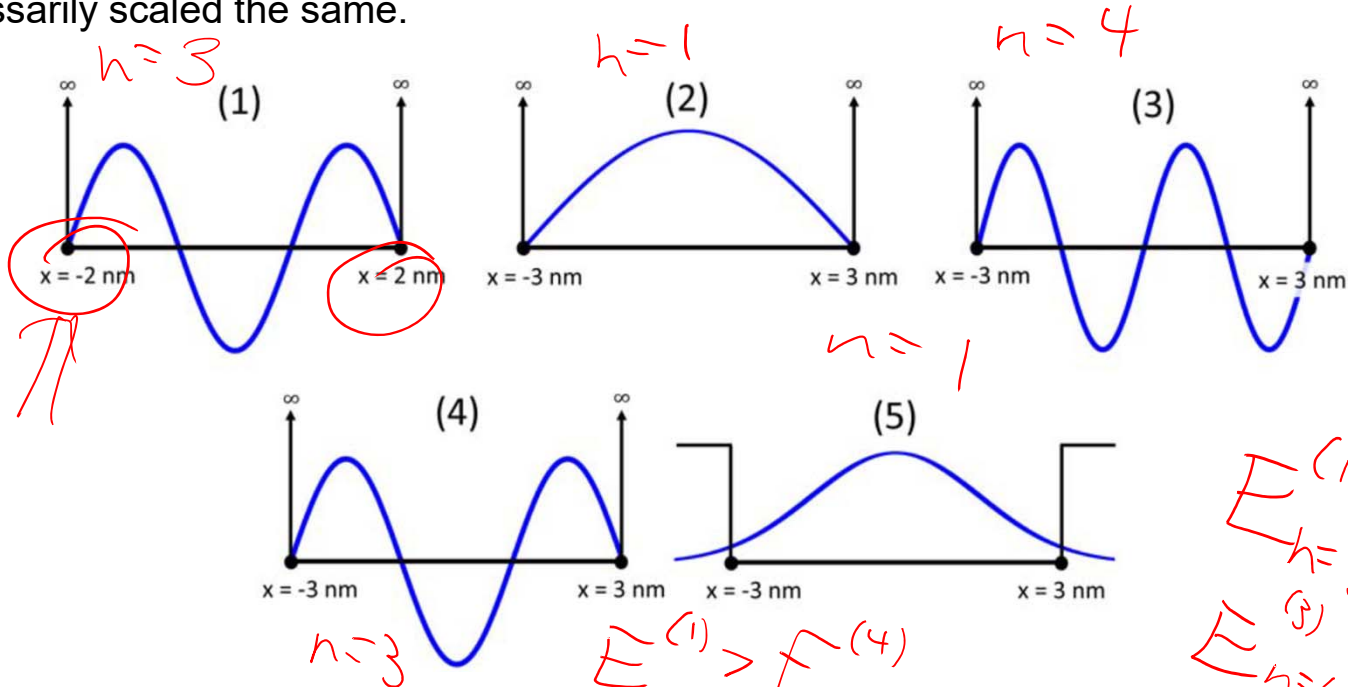 ssarily scaled the same.
n=3
n=1
n=4
∞ (1) ∞
∞ (2) ∞
∞ (3) ∞
x = -2 nm
x = 2 nm
x = -3 nm
x = 3 nm
x = -3 nm
x = 3 nm
π
n= 1
∞ (4) ∞
(5)
x = -3 nm
x = 3 nm
x = -3 nm
x = 3 nm
n=3
E(1) > E(4)
E
n=
E(3)
n=